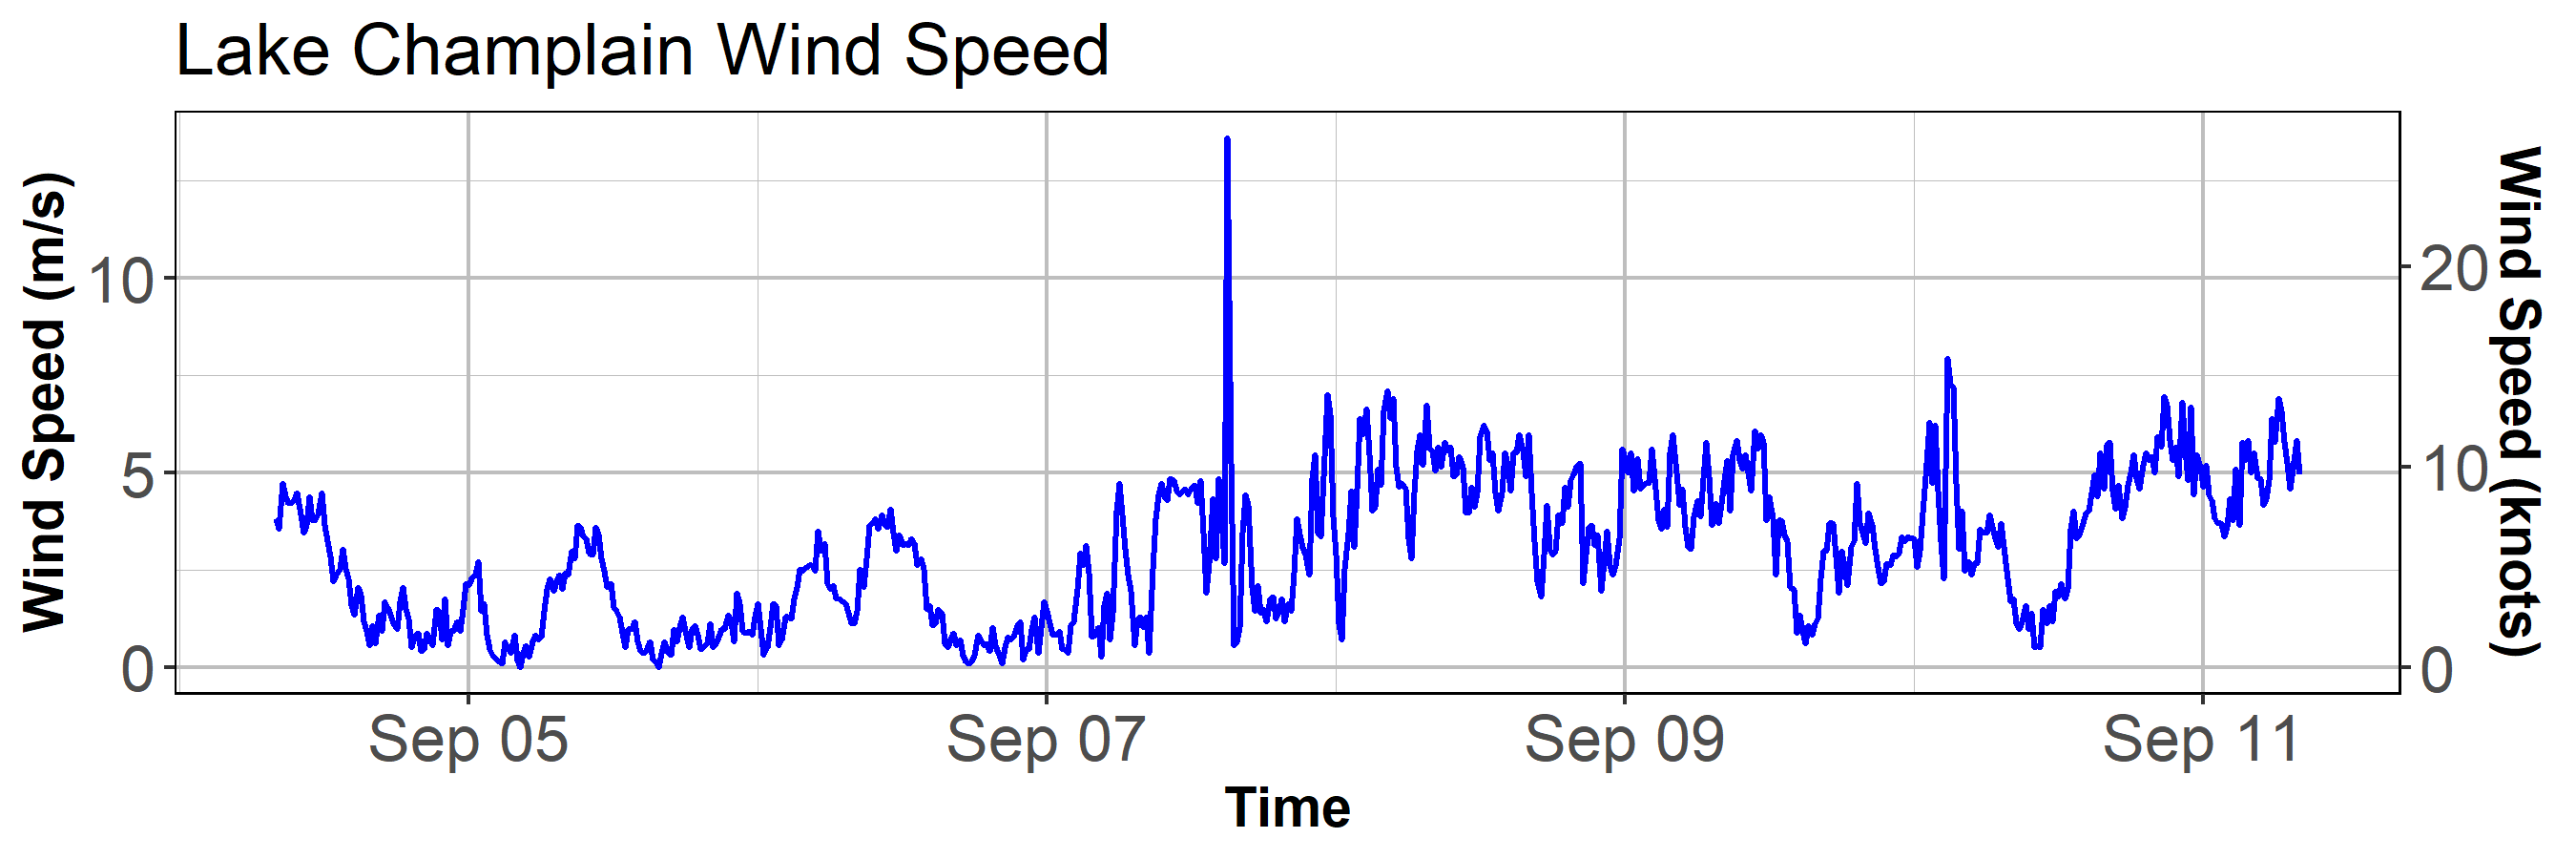 Lake Champlain Wind Speed
Wind Speed (m/s)
10
5
0
20
10
0
Wind Speed (knots)
Sep 05
Sep 07
Sep 09
Sep 11
Time